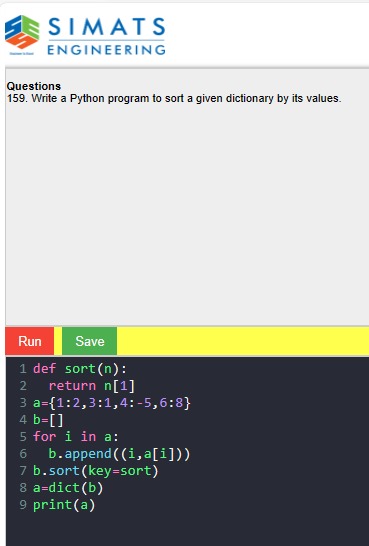 SIMATS
ENGINEERING
Questions
159. Write a Python program to sort a given dictionary by its values.
Run Save
1 def sort(n):
2   return n[1]
3 a={1:2,3:1,4:-5,6:8}
4 b=[]
5 for i in a:
6   b.append((i,a[i]))
7 b.sort(key=sort)
8 a=dict(b)
9 print(a)